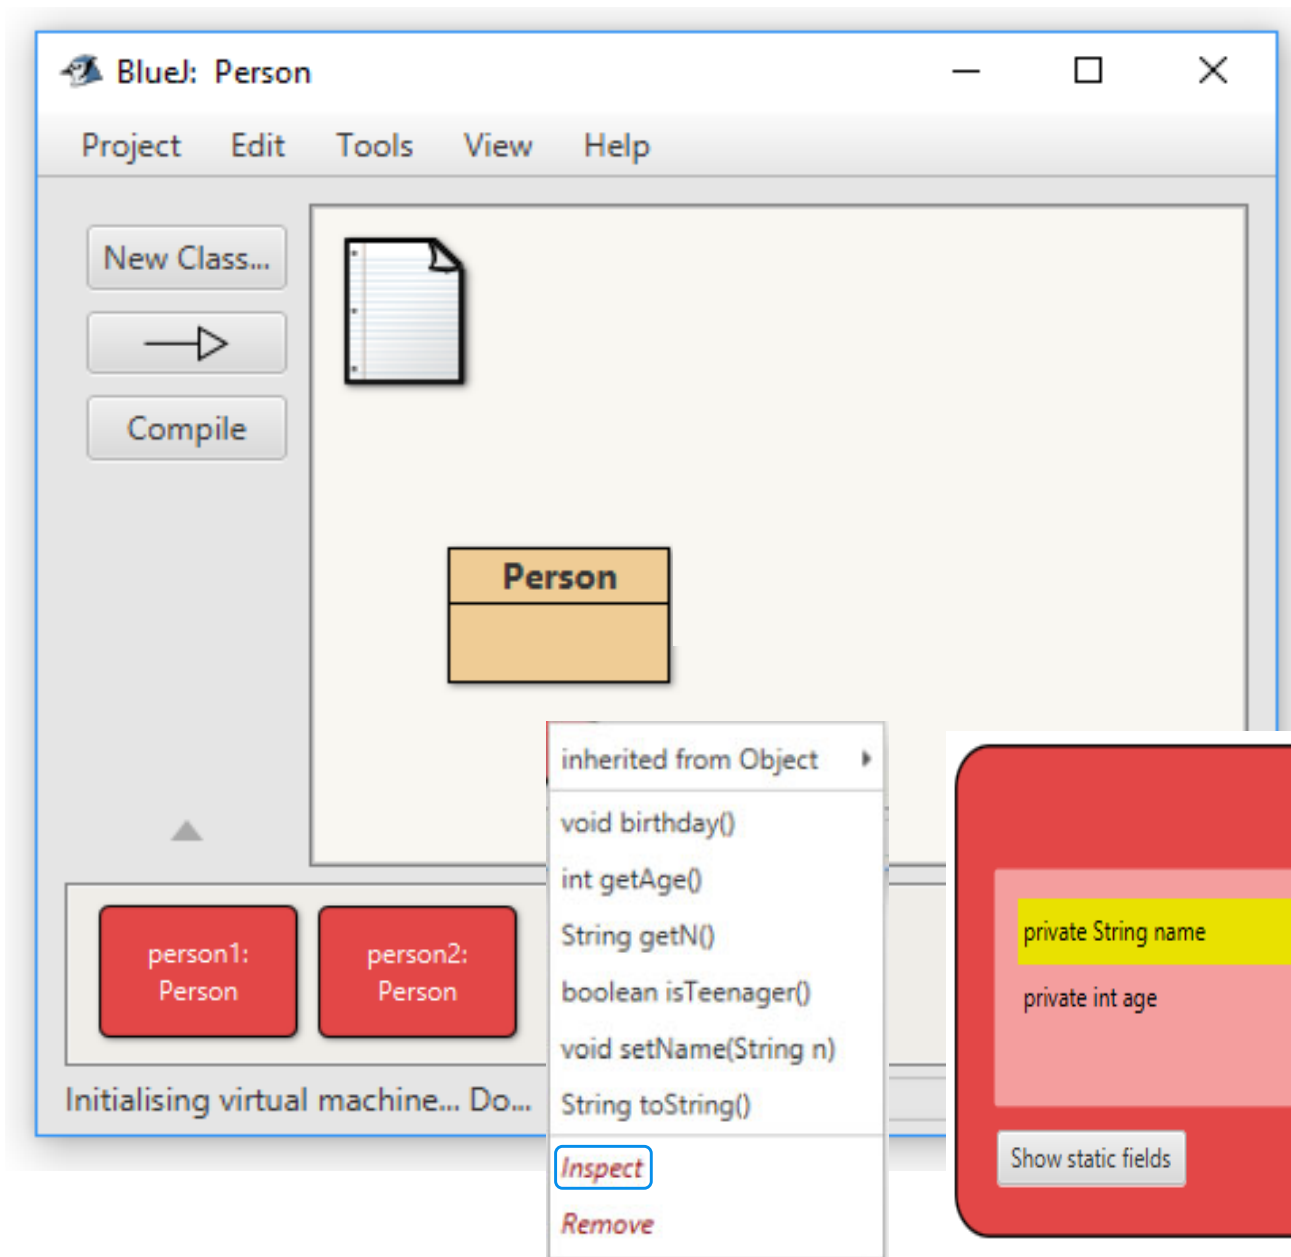 BlueJ: Person
Project Edit Tools View Help
New Class...
Compile
Person
person1:
Person
person2:
Person
Initialising virtual machine... Do...
inherited from Object
void birthday()
int getAge()
String getN()
boolean isTeenager()
void setName(String n)
String toString()
Inspect
Remove
private String name
private int age
Show static fields